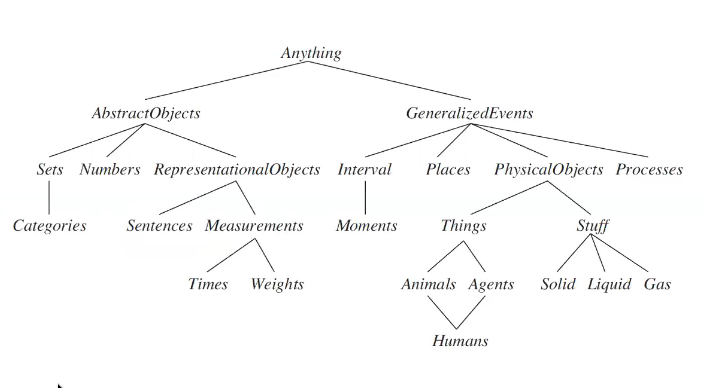 Anything
AbstractObjects GeneralizedEvents
Sets Numbers RepresentationalObjects Interval Places PhysicalObjects Processes
Categories Sentences Measurements Moments Things Stuff
Times Weights Animals Agents Solid Liquid Gas
Humans